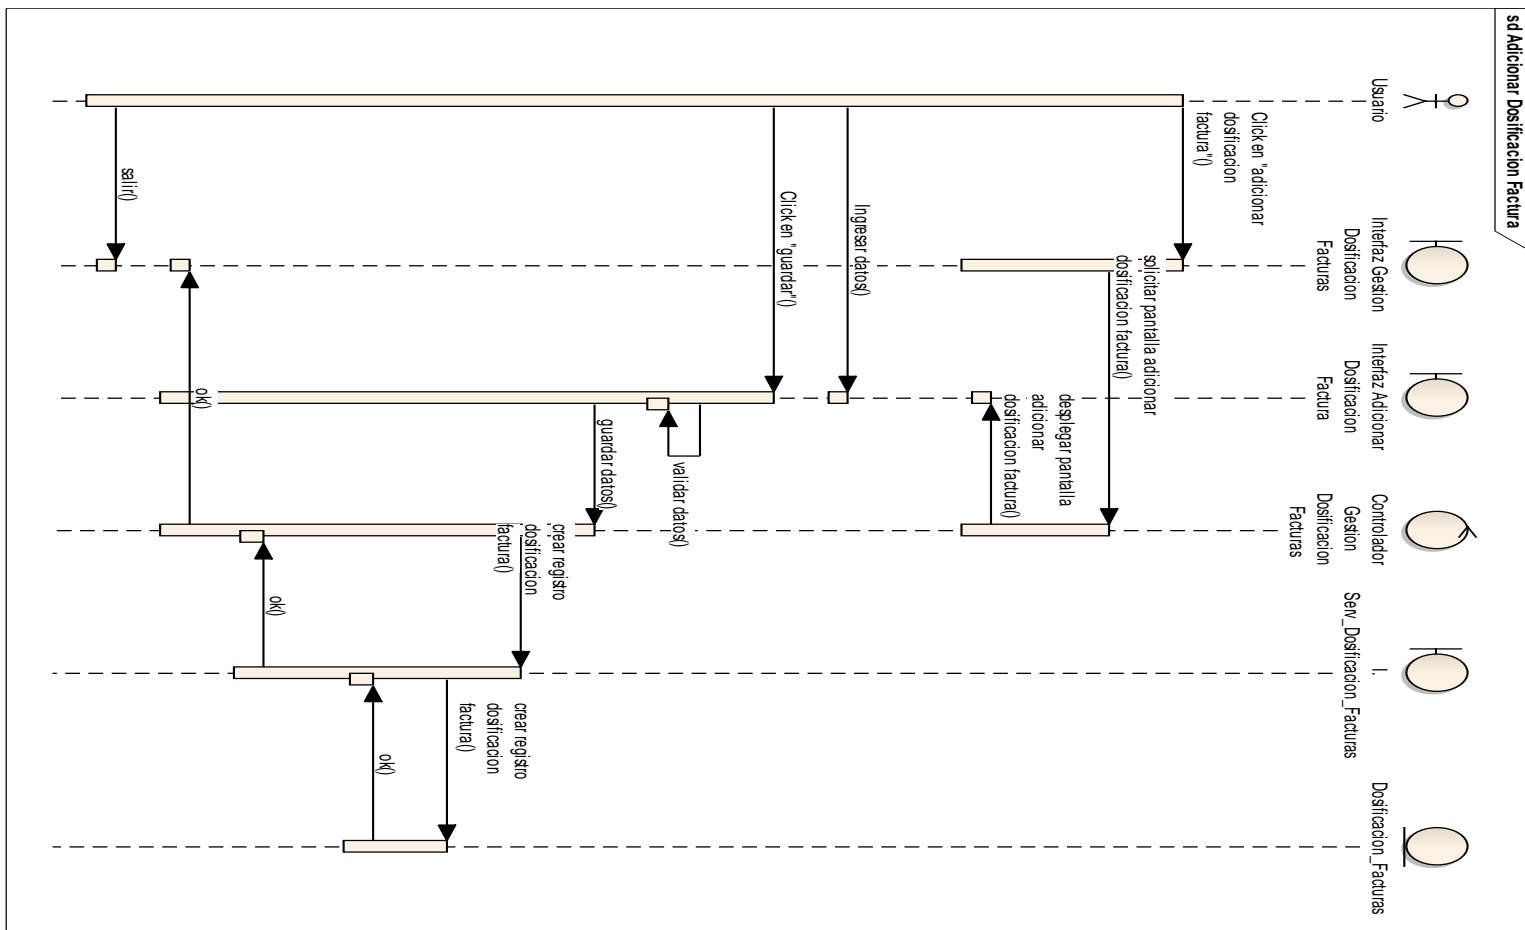 sd Adicionar Dosificacion Factura
Usuario
Interfaz Gestion
Dosificacion
Facturas
Interfaz Adicionar
Dosificacion
Factura
Controlador
Gestion
Dosificacion
Facturas
I.
Serv_Dosificacion_Facturas
Dosificacion_Facturas
Click en "adicionar
dosificacion
factura"()
solicitar pantalla adicionar
dosificacion factura()
desplegar pantalla
adicionar
dosificacion factura()
Ingresar datos()
Click en "guardar"()
validar datos()
guardar datos()
crear registro
dosificacion
factura()
crear registro
dosificacion
factura()
ok()
ok()
ok()
salir()